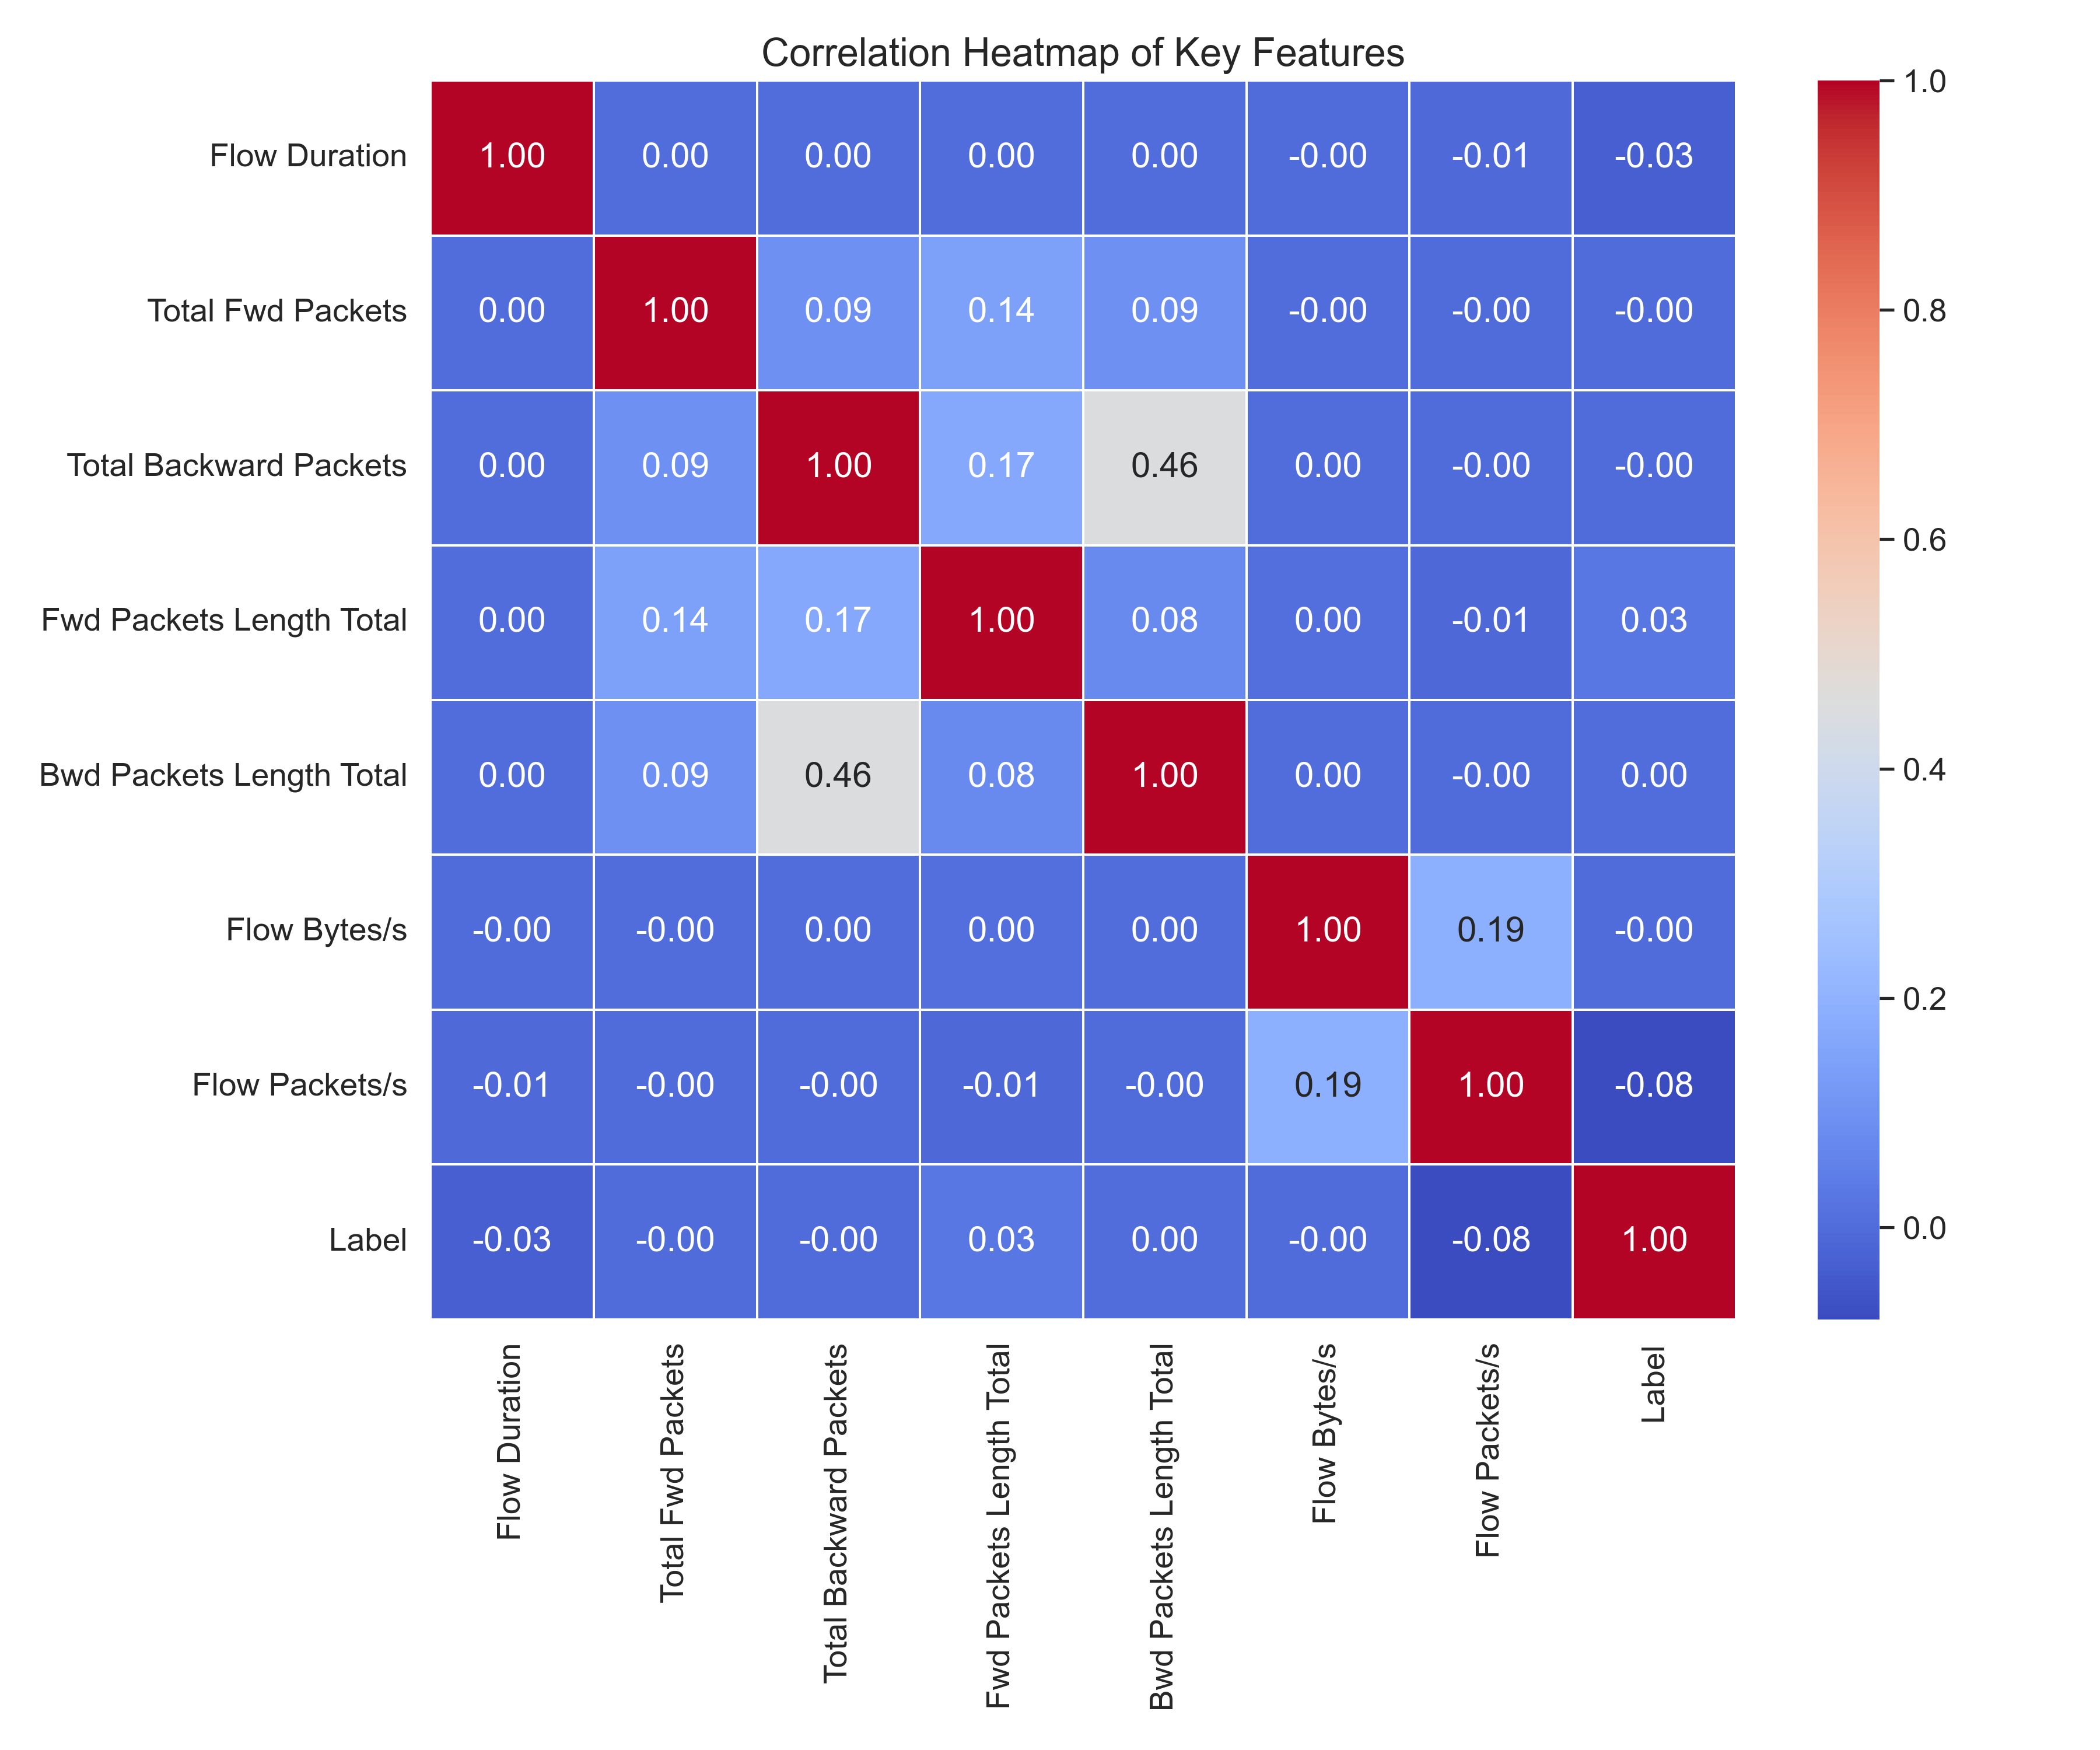 Correlation Heatmap of Key Features
Flow Duration 1.00 0.00 0.00 0.00 0.00 -0.00 -0.01 -0.03
Total Fwd Packets 0.00 1.00 0.09 0.14 0.09 -0.00 -0.00 -0.00
Total Backward Packets 0.00 0.09 1.00 0.17 0.46 0.00 -0.00 -0.00
Fwd Packets Length Total 0.00 0.14 0.17 1.00 0.08 0.00 -0.01 0.03
Bwd Packets Length Total 0.00 0.09 0.46 0.08 1.00 0.00 -0.00 0.00
Flow Bytes/s -0.00 -0.00 0.00 0.00 0.00 1.00 0.19 -0.00
Flow Packets/s -0.01 -0.00 -0.00 -0.01 -0.00 0.19 1.00 -0.08
Label -0.03 -0.00 -0.00 0.03 0.00 -0.00 -0.08 1.00
Flow Duration
Total Fwd Packets
Total Backward Packets
Fwd Packets Length Total
Bwd Packets Length Total
Flow Bytes/s
Flow Packets/s
Label
1.0
0.8
0.6
0.4
0.2
0.0